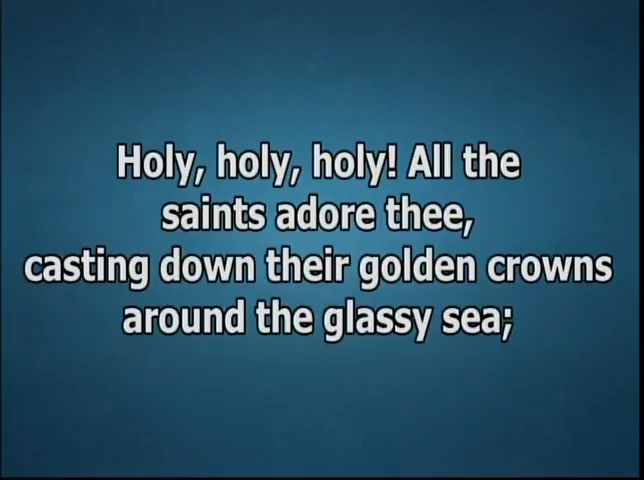 Holy, holy, holy! All the
saints adore thee,
casting down their golden crowns
around the glassy sea;